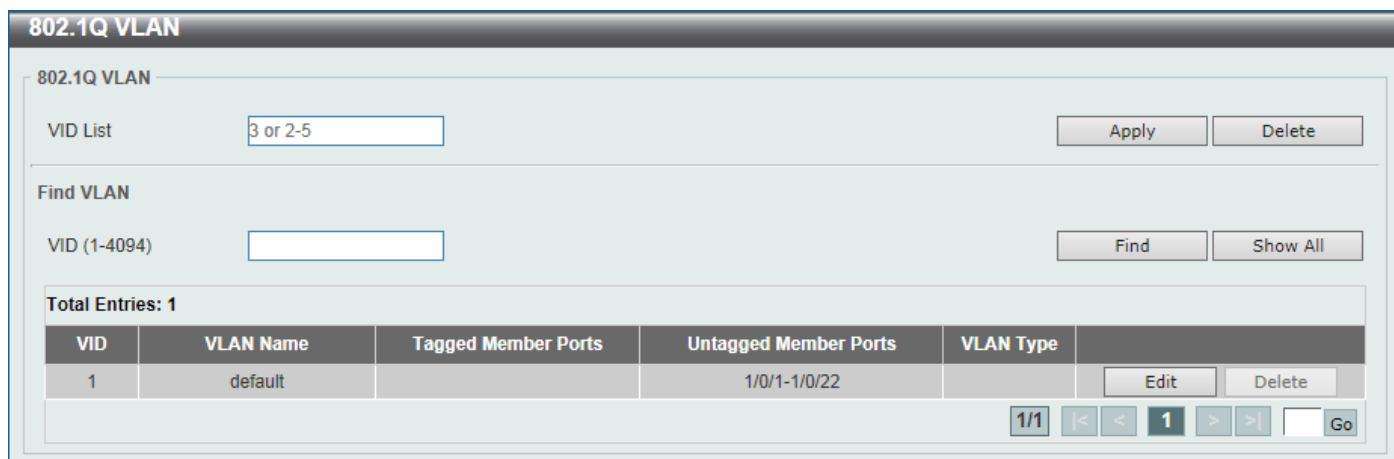 802.1Q VLAN
802.1Q VLAN
VID List 3 or 2-5 Apply Delete
Find VLAN
VID (1-4094) Find Show All
Total Entries: 1
VID VLAN Name Tagged Member Ports Untagged Member Ports VLAN Type
1 default 1/0/1-1/0/22 Edit Delete
1/1 |< < 1 > >| Go